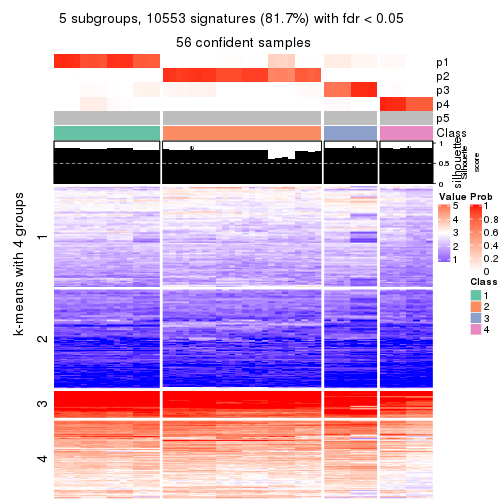 5 subgroups, 10553 signatures (81.7%) with fdr < 0.05
56 confident samples
p1
p2
p3
p4
p5
Class
1
0.5
0
silhouette
Silhouette
score
k-means with 4 groups
1
2
3
4
Value
5
4
3
2
1
Prob
1
0.8
0.6
0.4
0.2
0
Class
1
2
3
4